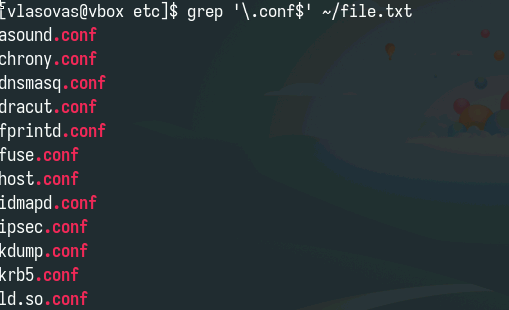 [vlasovas@vbox etc]$ grep '\.conf$' ~/file.txt
asound.conf
chrony.conf
dnsmasq.conf
dracut.conf
fprintd.conf
fuse.conf
host.conf
idmapd.conf
ipsec.conf
kdump.conf
krb5.conf
ld.so.conf